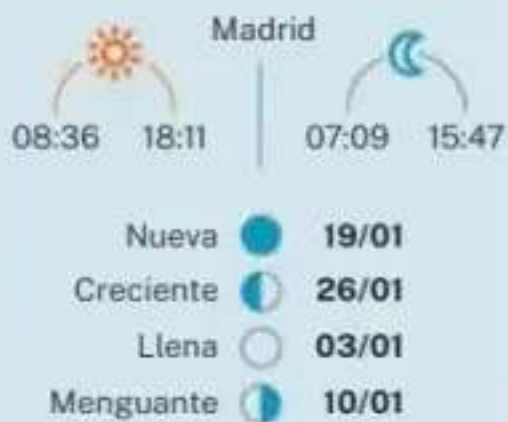 Madrid
08:36 18:11 07:09 15:47
Nueva 19/01
Creciente 26/01
Llena 03/01
Menguante 10/01